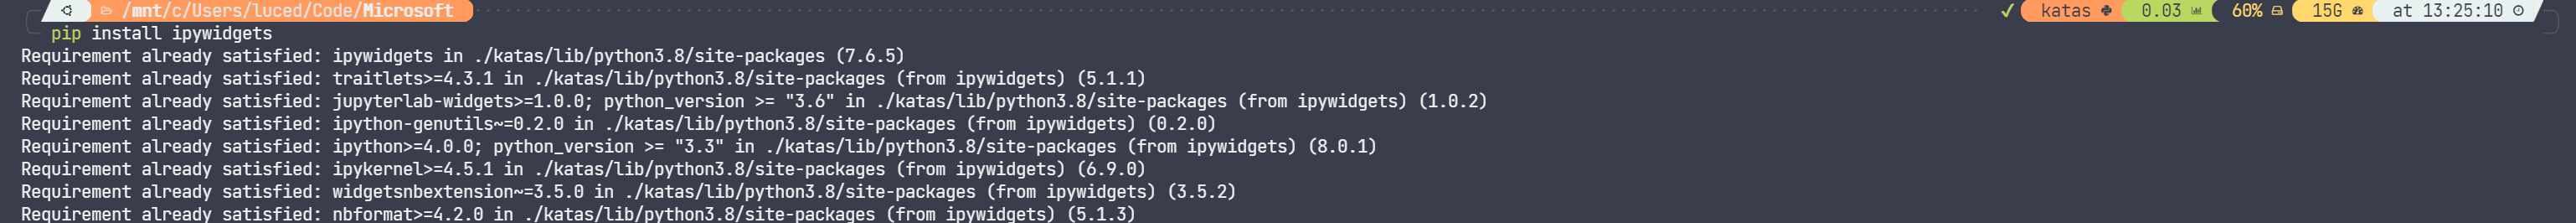 /mnt/c/Users/luced/Code/Microsoft katas 0.03 60% 15G at 13:25:10
pip install ipywidgets
Requirement already satisfied: ipywidgets in ./katas/lib/python3.8/site-packages (7.6.5)
Requirement already satisfied: traitlets>=4.3.1 in ./katas/lib/python3.8/site-packages (from ipywidgets) (5.1.1)
Requirement already satisfied: jupyterlab-widgets>=1.0.0; python_version >= "3.6" in ./katas/lib/python3.8/site-packages (from ipywidgets) (1.0.2)
Requirement already satisfied: ipython-genutils~=0.2.0 in ./katas/lib/python3.8/site-packages (from ipywidgets) (0.2.0)
Requirement already satisfied: ipython>=4.0.0; python_version >= "3.3" in ./katas/lib/python3.8/site-packages (from ipywidgets) (8.0.1)
Requirement already satisfied: ipykernel>=4.5.1 in ./katas/lib/python3.8/site-packages (from ipywidgets) (6.9.0)
Requirement already satisfied: widgetsnbextension~=3.5.0 in ./katas/lib/python3.8/site-packages (from ipywidgets) (3.5.2)
Requirement already satisfied: nbformat>=4.2.0 in ./katas/lib/python3.8/site-packages (from ipywidgets) (5.1.3)